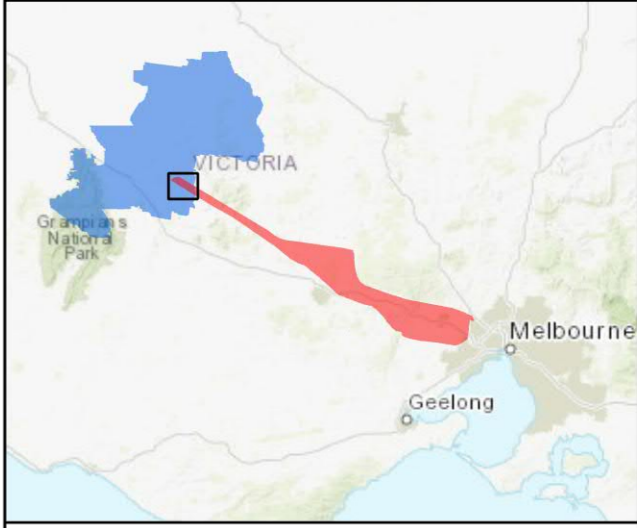 VICTORIA
Grampians
National
Park
Melbourne
Geelong